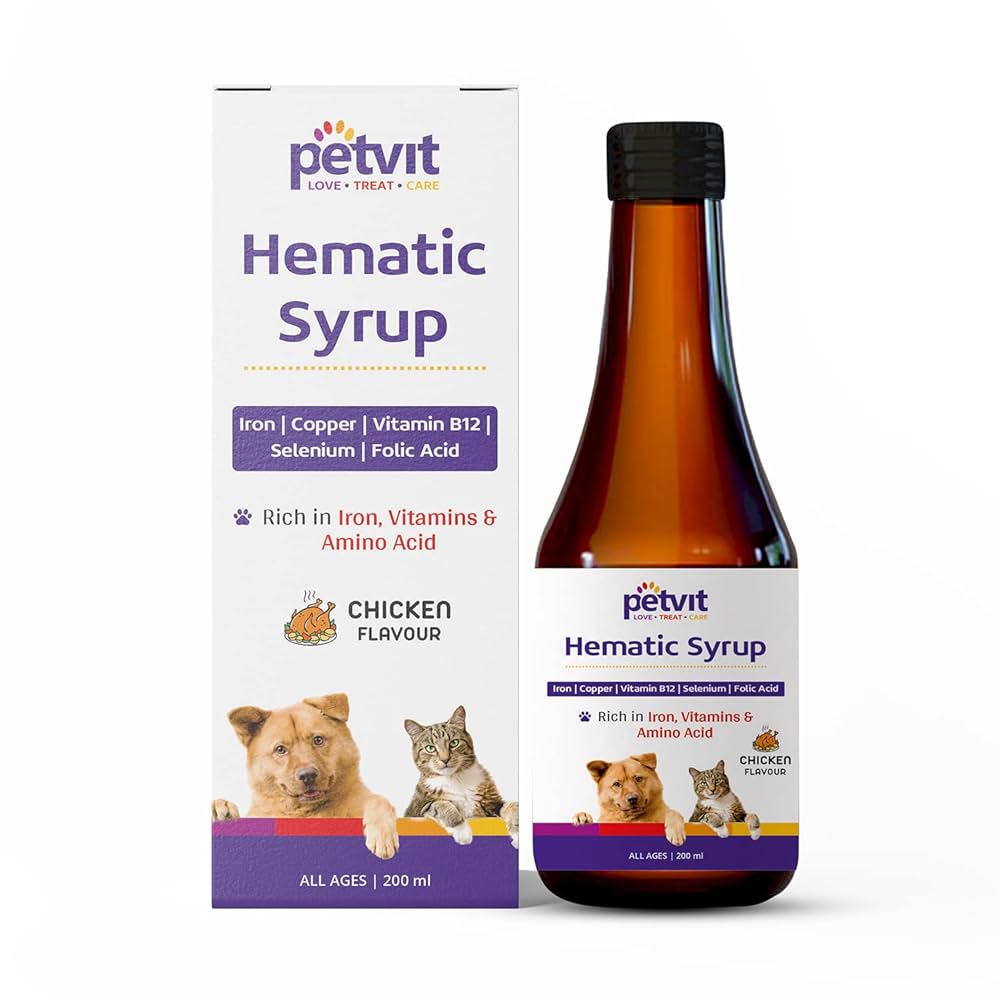 petvit
LOVE • TREAT • CARE
Hematic
Syrup
Iron | Copper | Vitamin B12 |
Selenium | Folic Acid
Rich in Iron, Vitamins &
Amino Acid
CHICKEN
FLAVOUR
ALL AGES | 200 ml
petvit
LOVE • TREAT • CARE
Hematic Syrup
Iron | Copper | Vitamin B12 | Selenium | Folic Acid
Rich in Iron, Vitamins &
Amino Acid
CHICKEN
FLAVOUR
ALL AGES | 200 ml